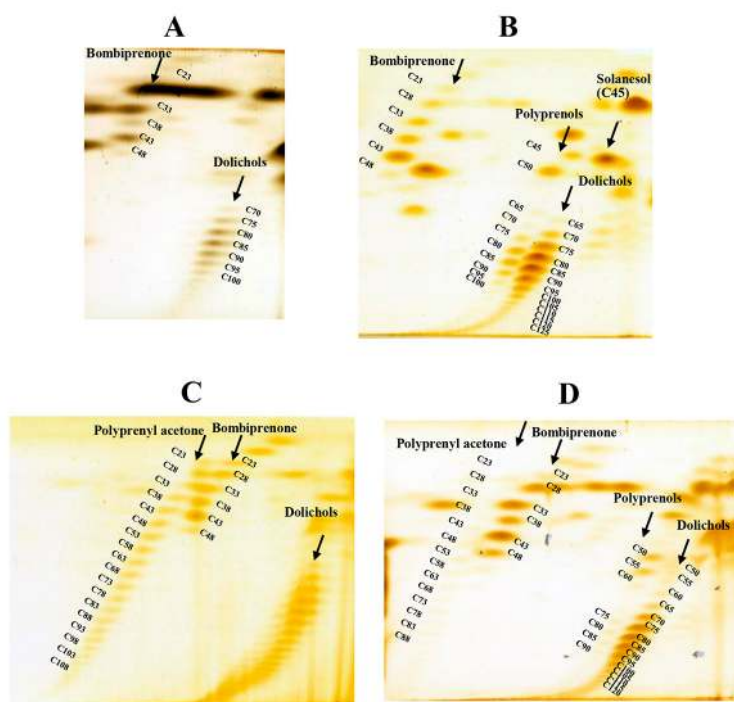 A
Bombiprenone
C23
C33
C38
C43
C48
Dolichols
C70
C75
C80
C85
C90
C95
C100
B
Bombiprenone
C23
C28
C33
C38
C43
C48
Solanesol
(C45)
Polyprenols
C45
C50
Dolichols
C65
C70
C75
C80
C85
C90
C95
C100
C65
C70
C75
C80
C85
C90
C95
C
Polyprenyl acetone
Bombiprenone
C23
C28
C33
C38
C43
C48
C53
C58
C63
C68
C73
C78
C83
C88
C93
C98
C103
C108
C23
C28
C33
C38
C43
C48
Dolichols
D
Polyprenyl acetone
Bombiprenone
C23
C28
C33
C38
C43
C48
C53
C58
C63
C68
C73
C78
C83
C88
C23
C28
C33
C38
C43
C48
Polyprenols
C50
C55
C60
C75
C80
C85
C90
Dolichols
C50
C55
C60
C65
C70
C75
C80
C85
C90